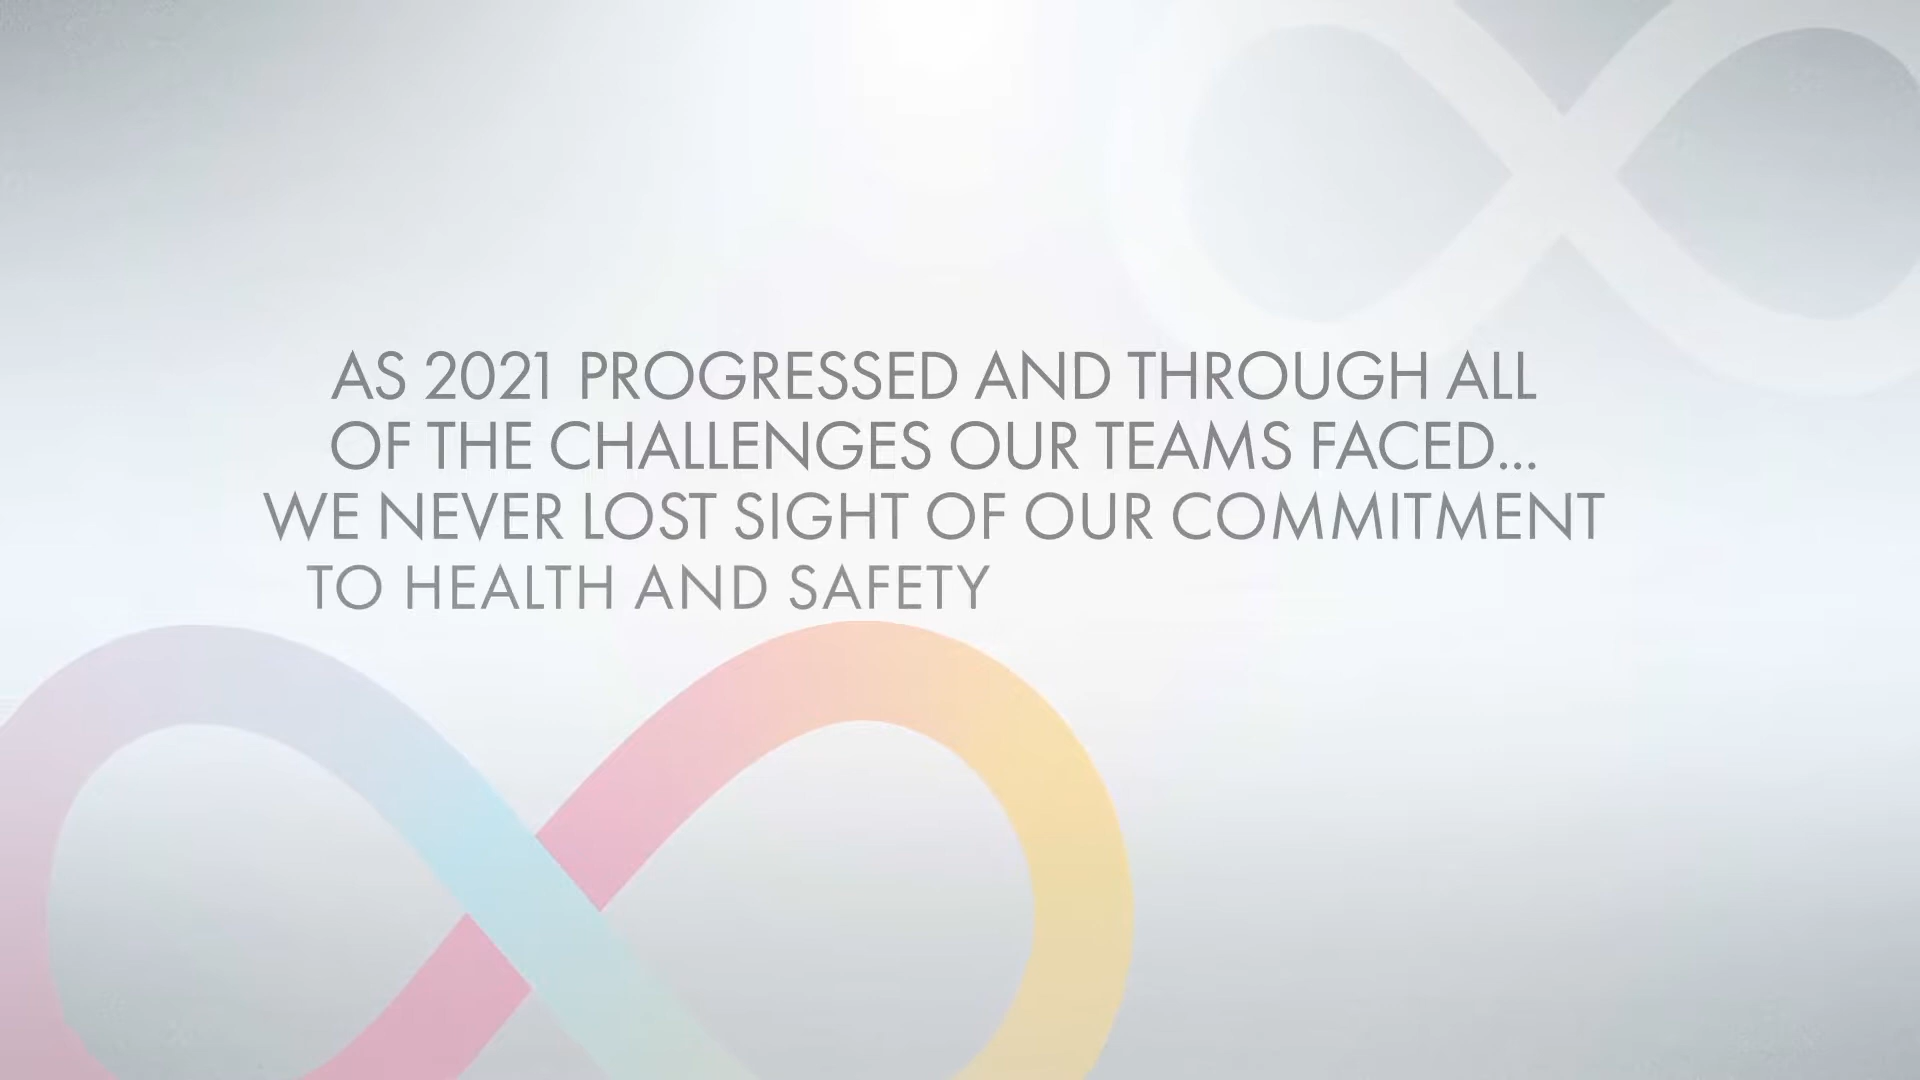 AS 2021 PROGRESSED AND THROUGH ALL
OF THE CHALLENGES OUR TEAMS FACED...
WE NEVER LOST SIGHT OF OUR COMMITMENT
TO HEALTH AND SAFETY